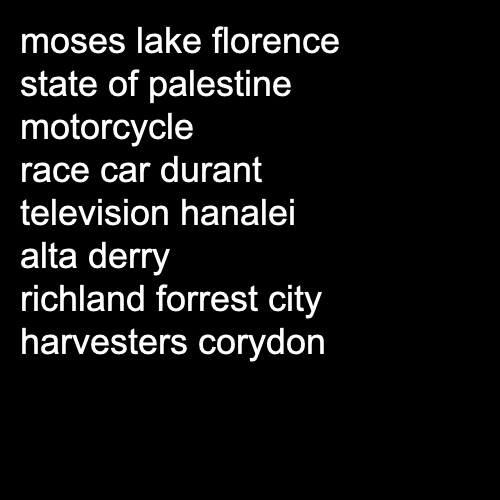 moses lake florence
state of palestine
motorcycle
race car durant
television hanalei
alta derry
richland forrest city
harvesters corydon